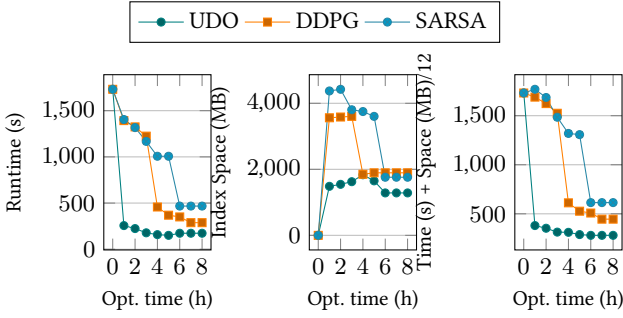 UDO DDPG SARSA
Runtime (s)
1,500
1,000
500
0
0 2 4 6 8
Opt. time (h)
Index Space (MB)
4,000
2,000
0
0 2 4 6 8
Opt. time (h)
Time (s) + Space (MB)/12
1,500
1,000
500
0 2 4 6 8
Opt. time (h)